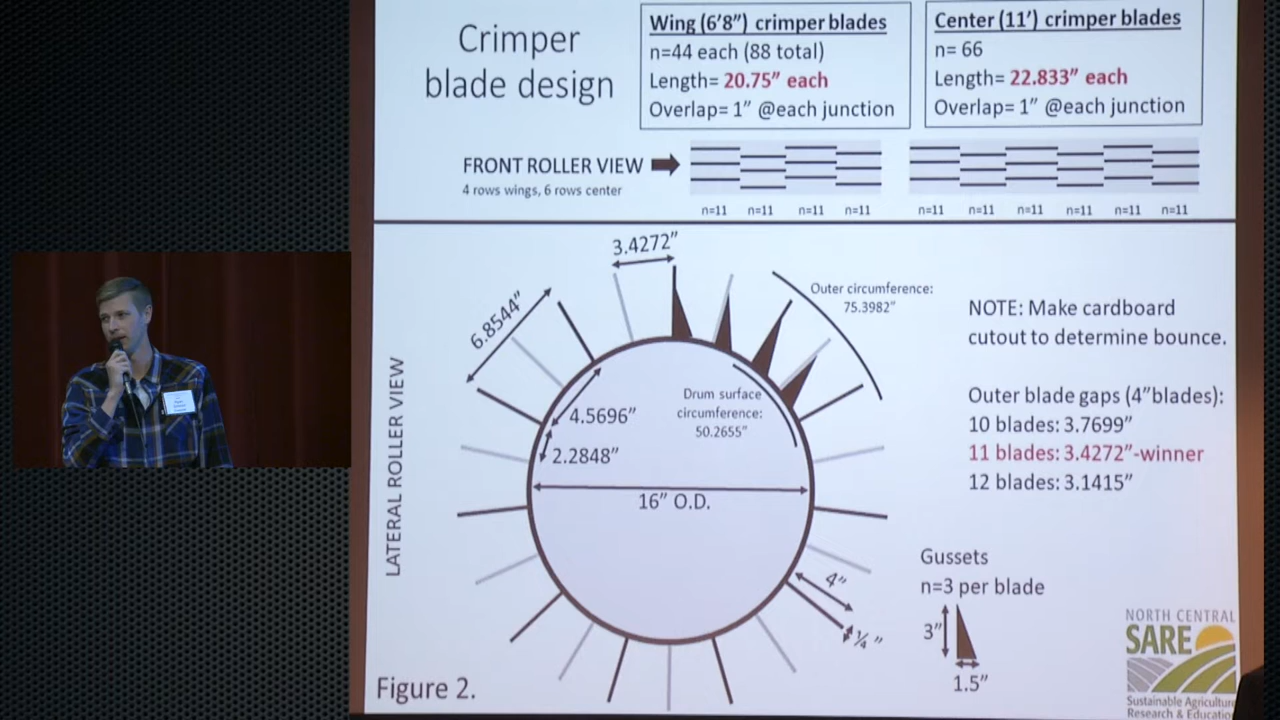 Crimper
blade design
Wing (6'8") crimper blades
n=44 each (88 total)
Length= 20.75" each
Overlap= 1" @each junction
Center (11') crimper blades
n= 66
Length= 22.833" each
Overlap= 1" @each junction
FRONT ROLLER VIEW
4 rows wings, 6 rows center
n=11 n=11 n=11 n=11
n=11 n=11 n=11 n=11 n=11 n=11
3.4272"
6.8544"
Outer circumference:
75.3982"
Drum surface
circumference:
50.2655"
4.5696"
2.2848"
16" O.D.
LATERAL ROLLER VIEW
4"
¼"
NOTE: Make cardboard
cutout to determine bounce.
Outer blade gaps (4"blades):
10 blades: 3.7699"
11 blades: 3.4272"-winner
12 blades: 3.1415"
Gussets
n=3 per blade
3"
1.5"
Figure 2.
NORTH CENTRAL
SARE
Sustainable Agriculture
Research & Education